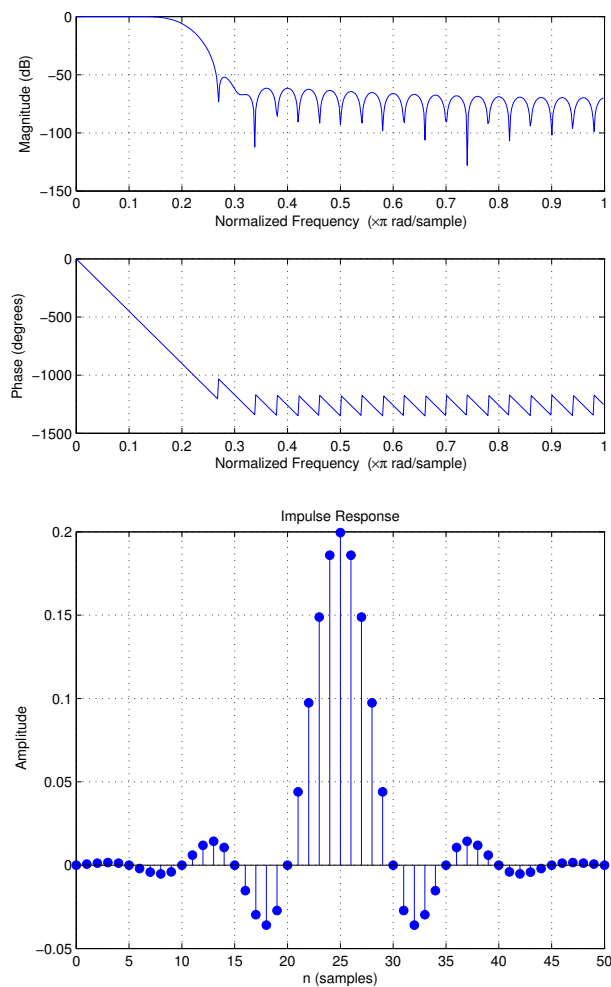 0
−50
−100
−150
Magnitude (dB)
0 0.1 0.2 0.3 0.4 0.5 0.6 0.7 0.8 0.9 1
Normalized Frequency (×π rad/sample)
0
−500
−1000
−1500
Phase (degrees)
0 0.1 0.2 0.3 0.4 0.5 0.6 0.7 0.8 0.9 1
Normalized Frequency (×π rad/sample)
Impulse Response
0.2
0.15
0.1
0.05
0
−0.05
Amplitude
0 5 10 15 20 25 30 35 40 45 50
n (samples)